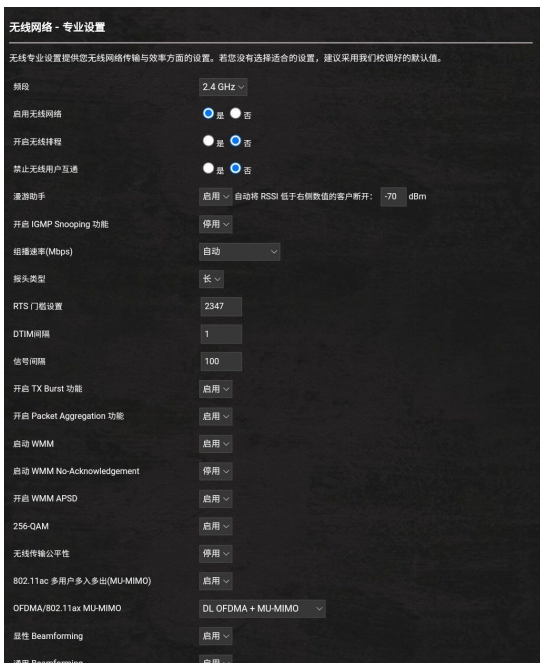 无线网络 - 专业设置
无线专业设置提供您无线网络传输与效率方面的设置。若您没有选择适合的设置，建议采用我们校调好的默认值。
频段 2.4 GHz
启用无线网络 是 否
开启无线排程 是 否
禁止无线用户互通 是 否
漫游助手 启用 自动将 RSSI 低于右侧数值的客户断开： -70 dBm
开启 IGMP Snooping 功能 停用
组播速率(Mbps) 自动
报头类型 长
RTS 门槛设置 2347
DTIM间隔 1
信号间隔 100
开启 TX Burst 功能 启用
开启 Packet Aggregation 功能 启用
启动 WMM 启用
启动 WMM No-Acknowledgement 停用
开启 WMM APSD 启用
256-QAM 启用
无线传输公平性 停用
802.11ac 多用户多入多出(MU-MIMO) 启用
OFDMA/802.11ax MU-MIMO DL OFDMA + MU-MIMO
显性 Beamforming 启用
通用 Beamforming 启用